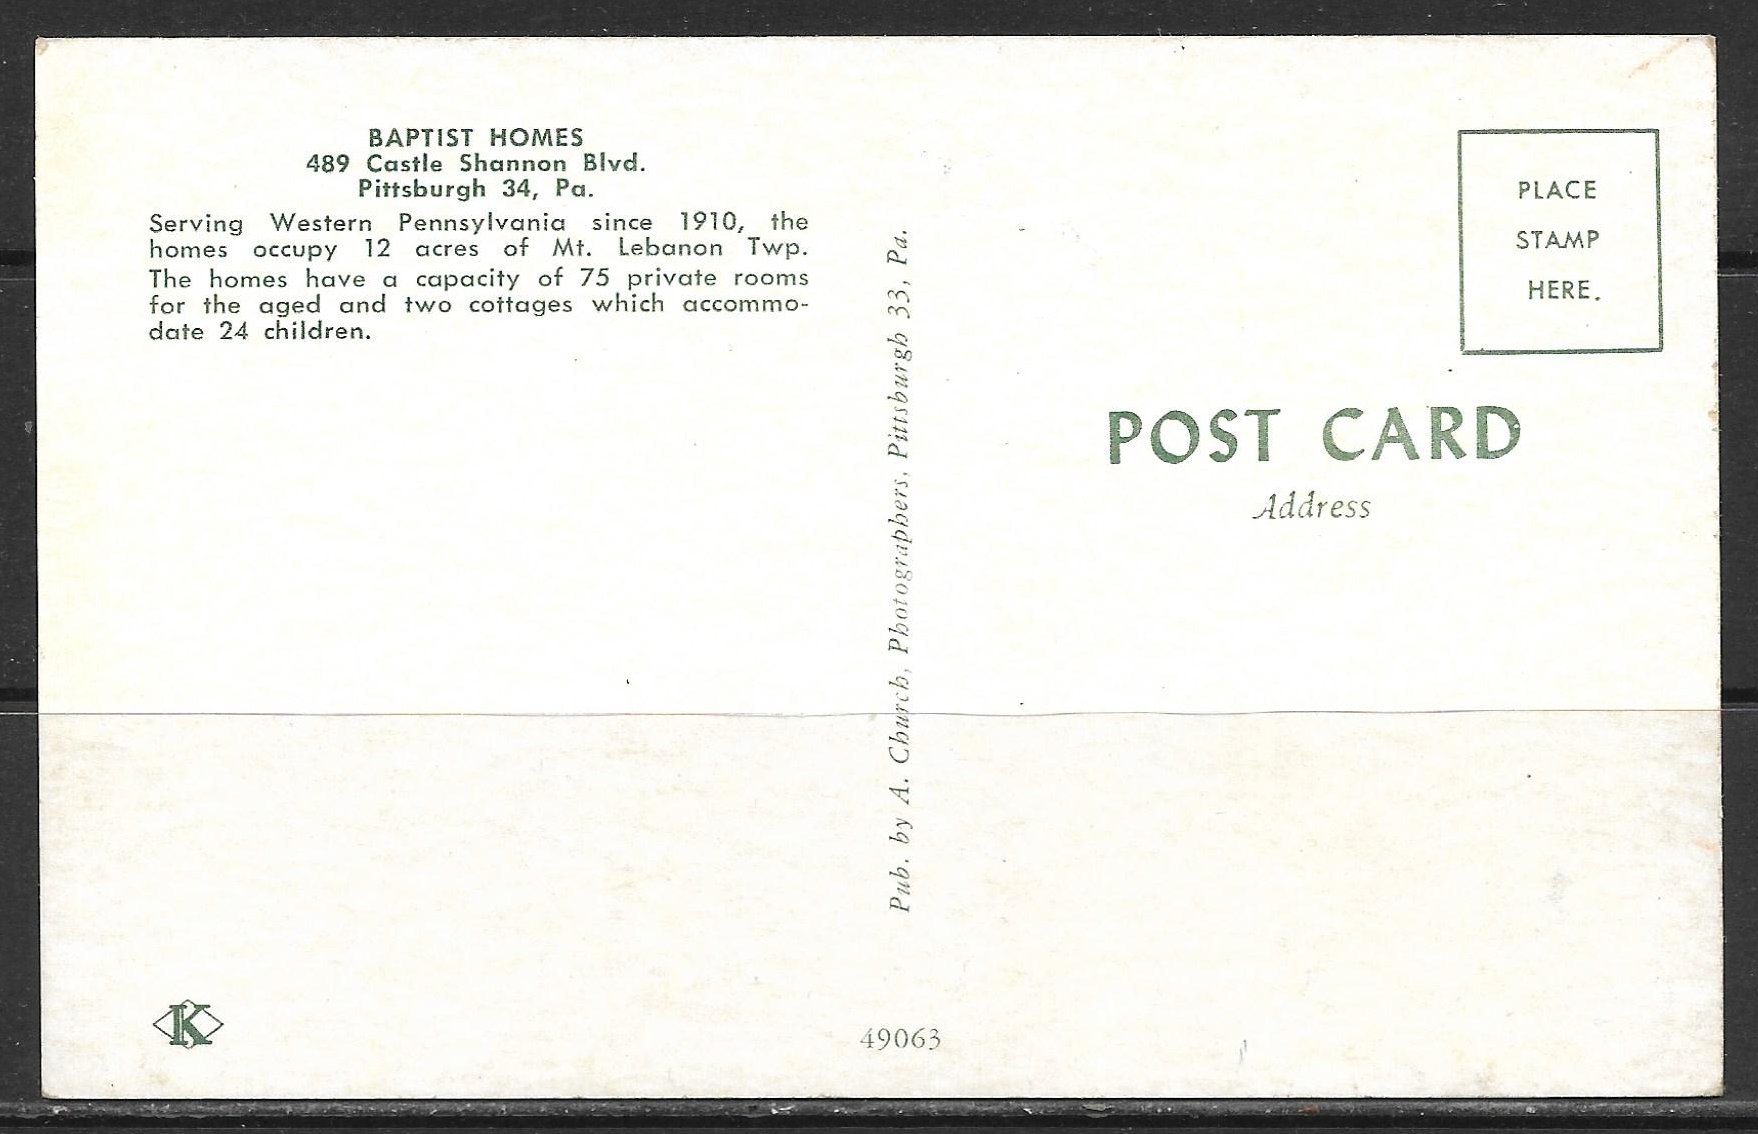 BAPTIST HOMES
489 Castle Shannon Blvd.
Pittsburgh 34, Pa.
Serving Western Pennsylvania since 1910, the
homes occupy 12 acres of Mt. Lebanon Twp.
The homes have a capacity of 75 private rooms
for the aged and two cottages which accommo-
date 24 children.
Pub. by A. Church, Photographers, Pittsburgh 33, Pa.
PLACE
STAMP
HERE.
POST CARD
Address
K
49063